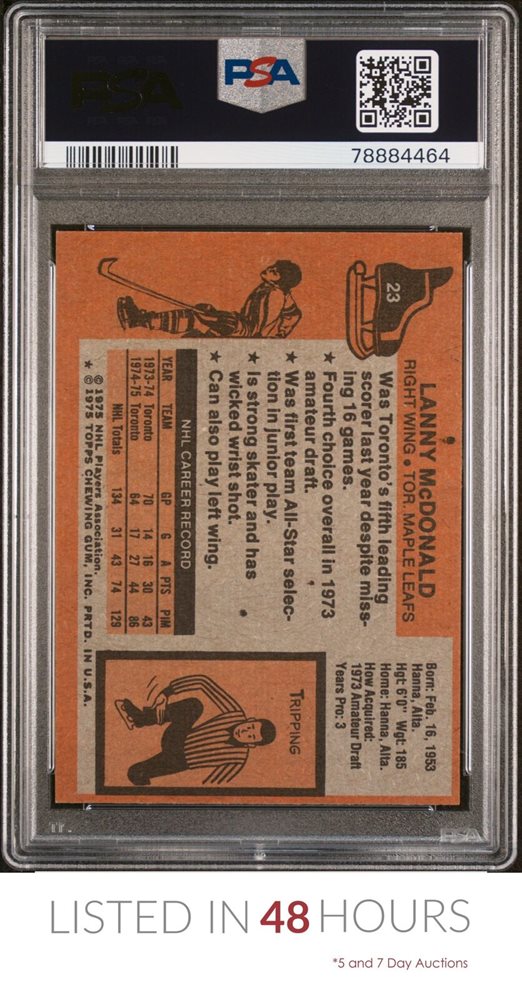 PSA
PSA
78884464
23
LANNY McDONALD
RIGHT WING • TOR. MAPLE LEAFS
Was Toronto's fifth leading
scorer last year despite miss-
ing 16 games.
★ Fourth choice overall in 1973
amateur draft.
★ Was first team All-Star selec-
tion in junior play.
★ Is strong skater and has
wicked wrist shot.
★ Can also play left wing.
Born: Feb. 16, 1953
Hanna, Alta.
Hgt: 6'0" Wgt: 185
Home: Hanna, Alta.
How Acquired:
1973 Amateur Draft
Years Pro: 3
NHL CAREER RECORD
YEAR TEAM GP G A PTS PIM
1973-74 Toronto 70 14 16 30 43
1974-75 Toronto 64 17 27 44 86
NHL Totals 134 31 43 74 129
TRIPPING
© 1975 NHL Players Association.
★ © 1975 TOPPS CHEWING GUM, INC. PRTD. IN U.S.A.
PSA
LISTED IN 48 HOURS
*5 and 7 Day Auctions